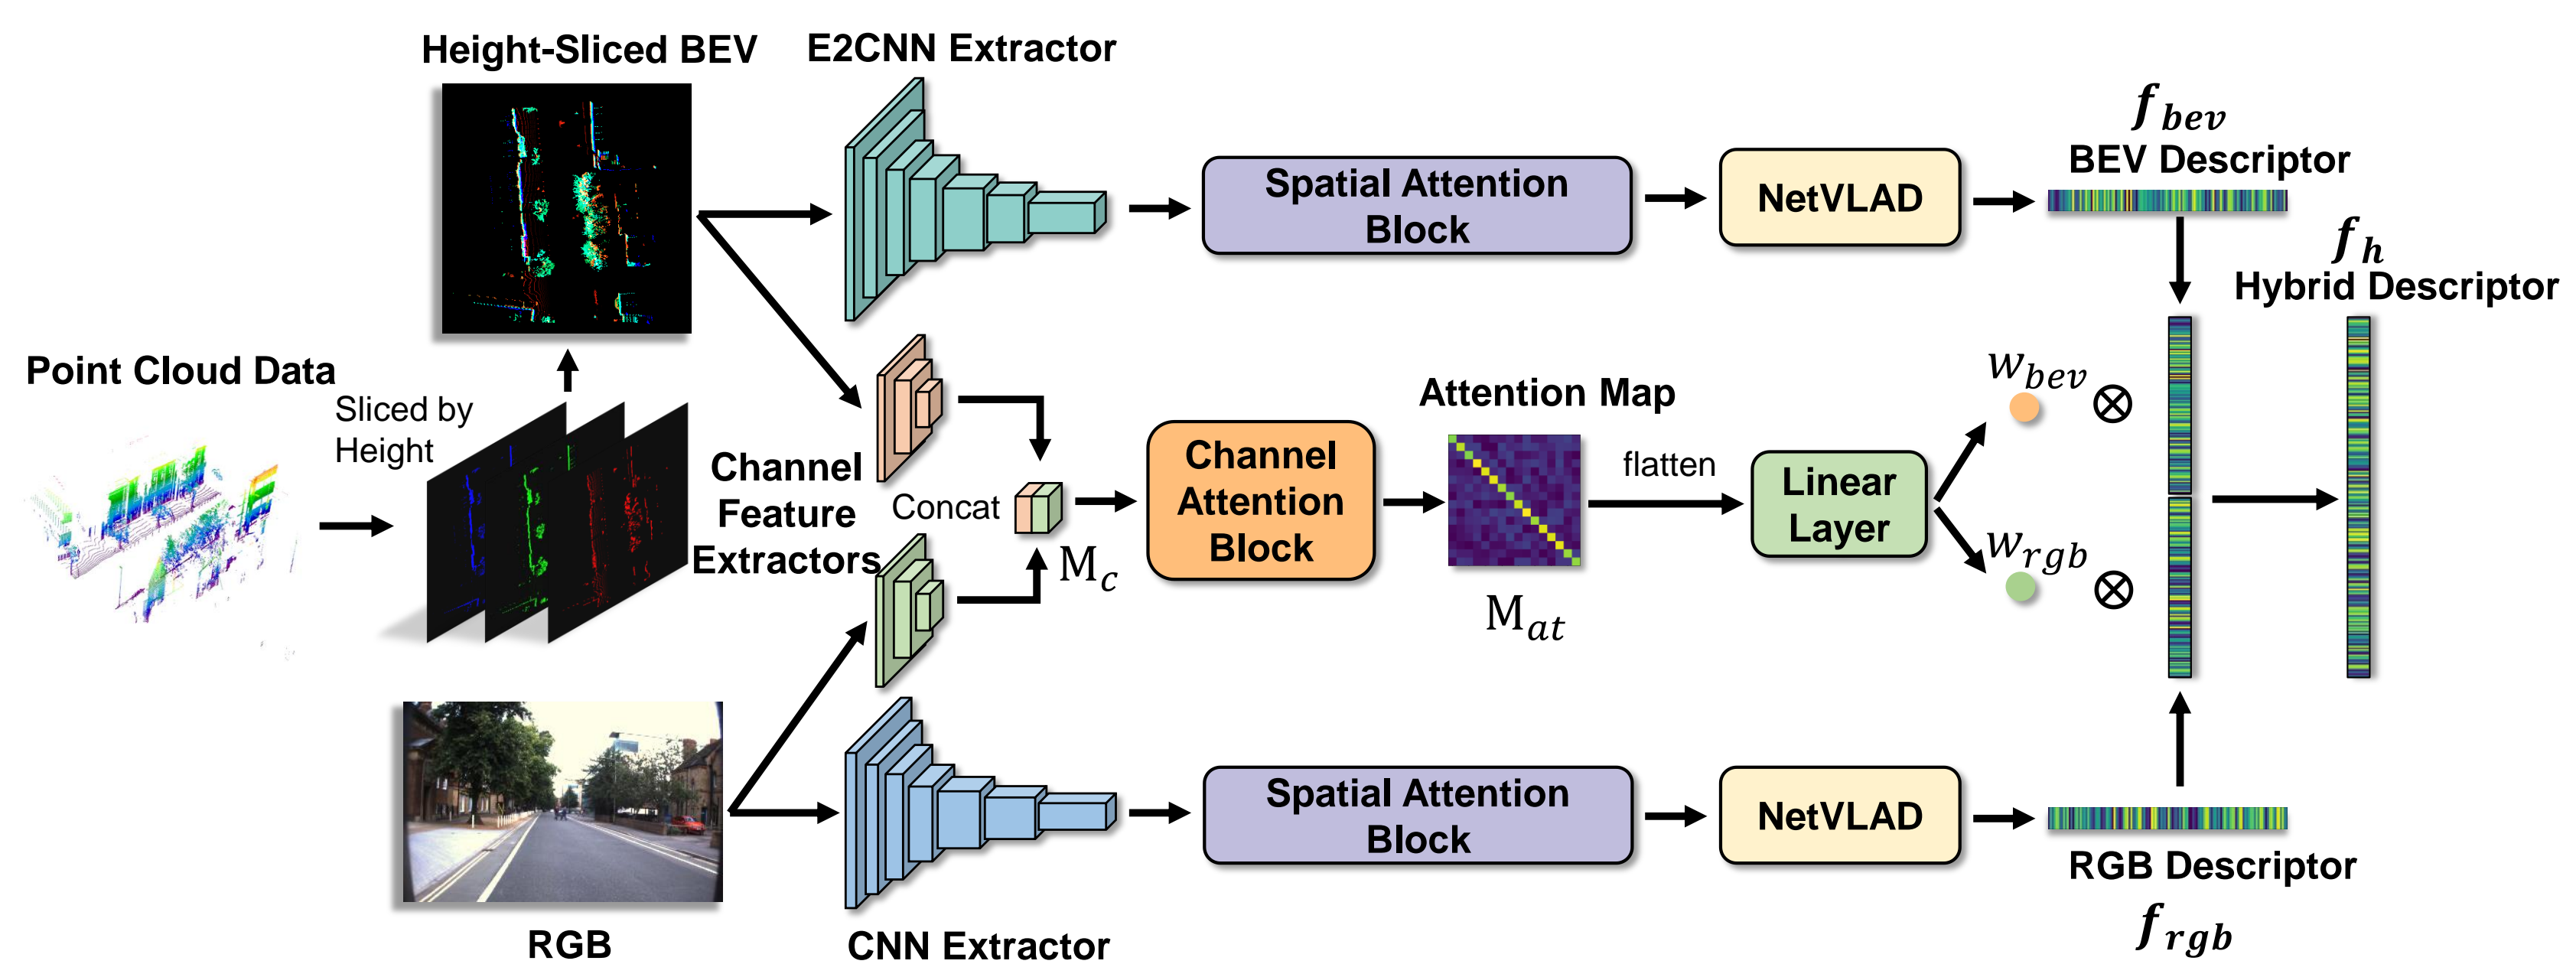 Height-Sliced BEV
E2CNN Extractor
Spatial Attention
Block
NetVLAD
f_bev
BEV Descriptor
f_h
Hybrid Descriptor
Point Cloud Data
Sliced by
Height
Channel
Feature
Extractors
Concat
M_c
Channel
Attention
Block
Attention Map
M_at
flatten
Linear
Layer
w_bev
⊗
w_rgb
⊗
RGB
CNN Extractor
Spatial Attention
Block
NetVLAD
RGB Descriptor
f_rgb